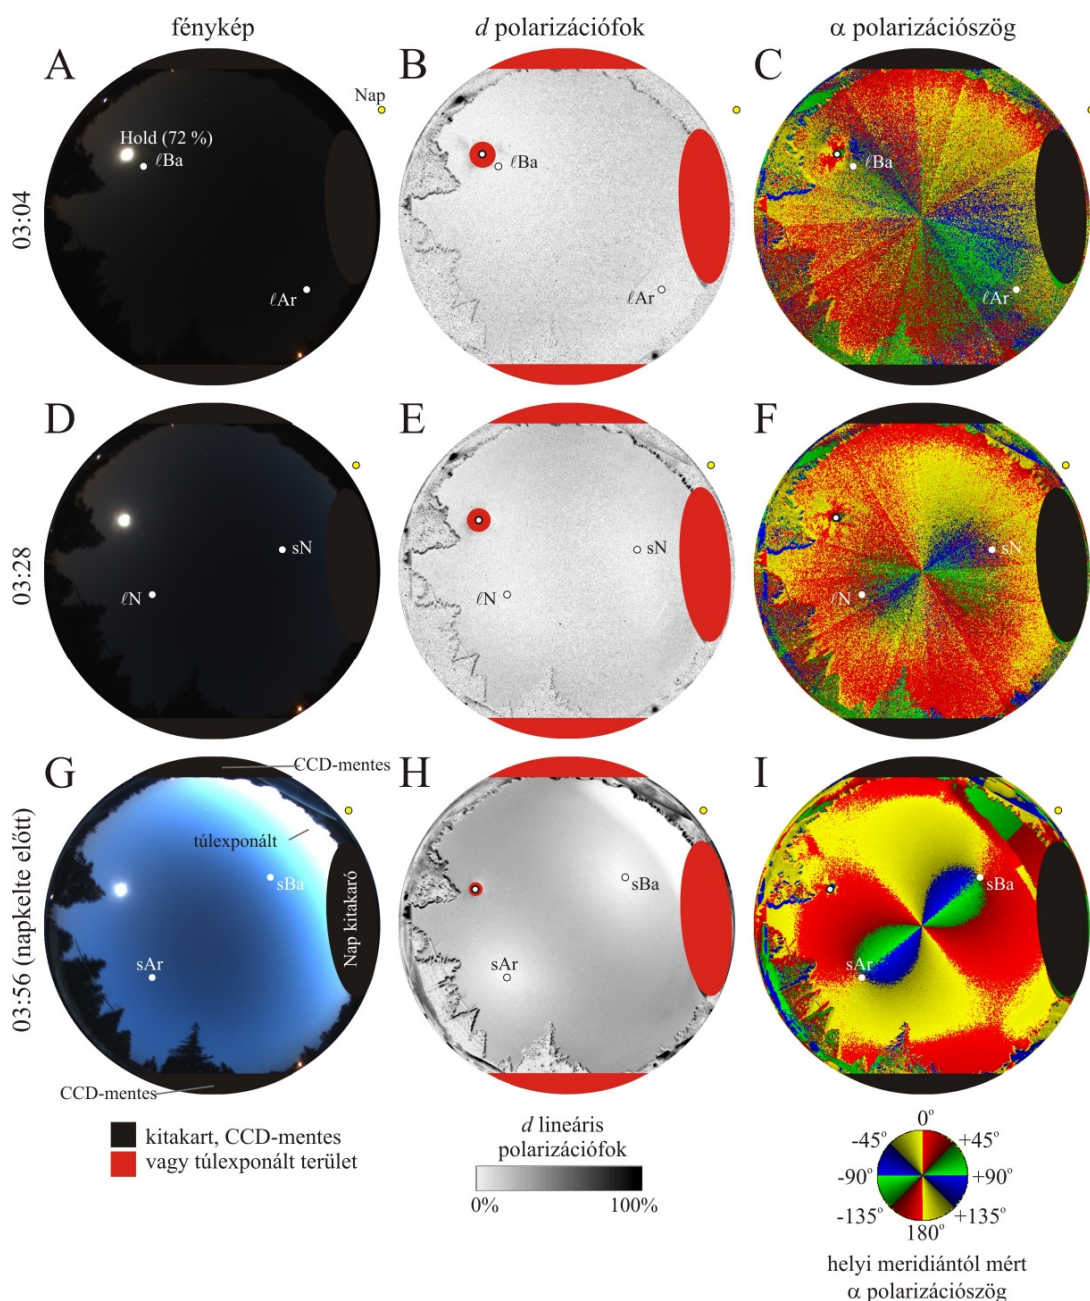 fénykép
d polarizációfok
α polarizációszög
A
B
C
Nap
Hold (72 %)
ℓBa
ℓBa
ℓBa
03:04
ℓAr
ℓAr
ℓAr
D
E
F
sN
sN
sN
03:28
ℓN
ℓN
ℓN
G
CCD-mentes
H
I
túlexponált
sBa
sBa
sBa
Nap kitakaró
03:56 (napkelte előtt)
sAr
sAr
sAr
CCD-mentes
kitakart, CCD-mentes
vagy túlexponált terület
d lineáris
polarizációfok
0%
100%
0°
-45°
+45°
-90°
+90°
-135°
+135°
180°
helyi meridiántól mért
α polarizációszög